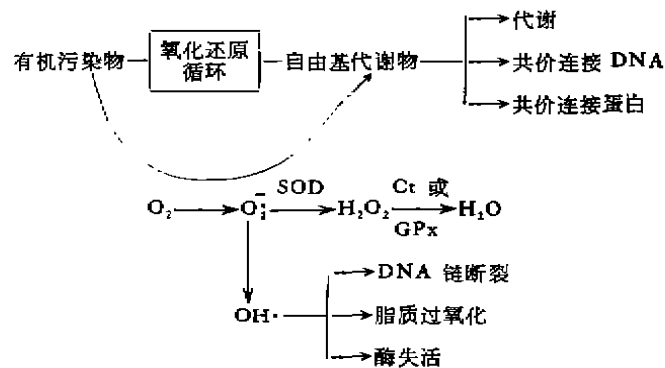 代谢
有机污染物 氧化还原循环 自由基代谢物 共价连接 DNA
共价连接蛋白
SOD Ct 或
O₂ O₂⁻: H₂O₂ H₂O
GPx
DNA 链断裂
OH· 脂质过氧化
酶失活